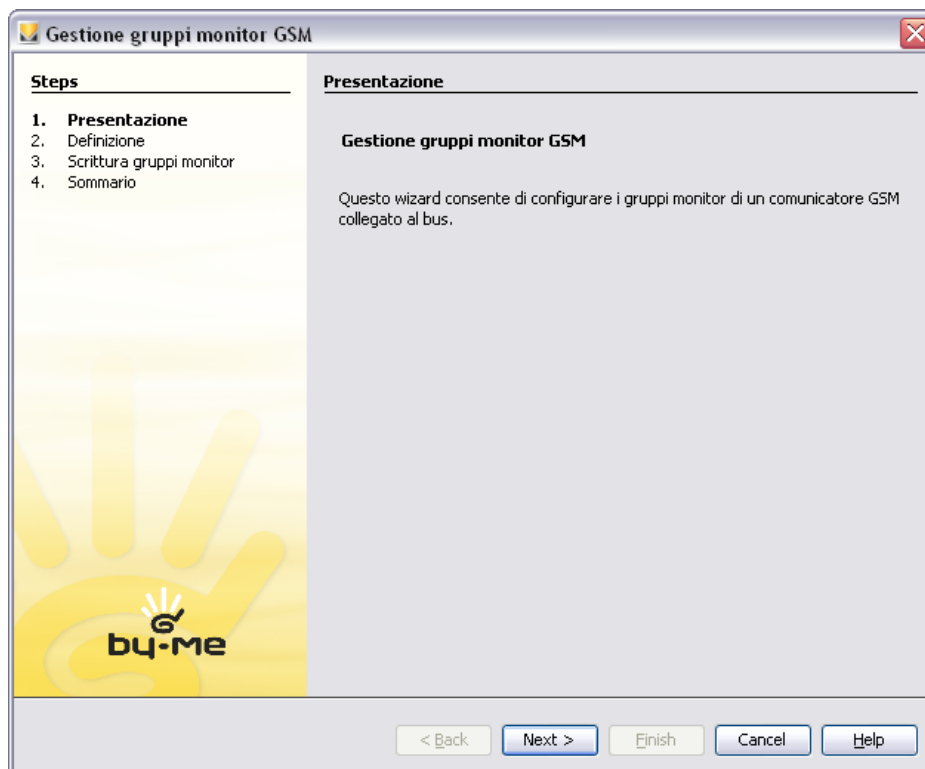 Gestione gruppi monitor GSM
Steps
1. Presentazione
2. Definizione
3. Scrittura gruppi monitor
4. Sommario
Presentazione
Gestione gruppi monitor GSM
Questo wizard consente di configurare i gruppi monitor di un comunicatore GSM
collegato al bus.
by-me
< Back
Next >
Finish
Cancel
Help